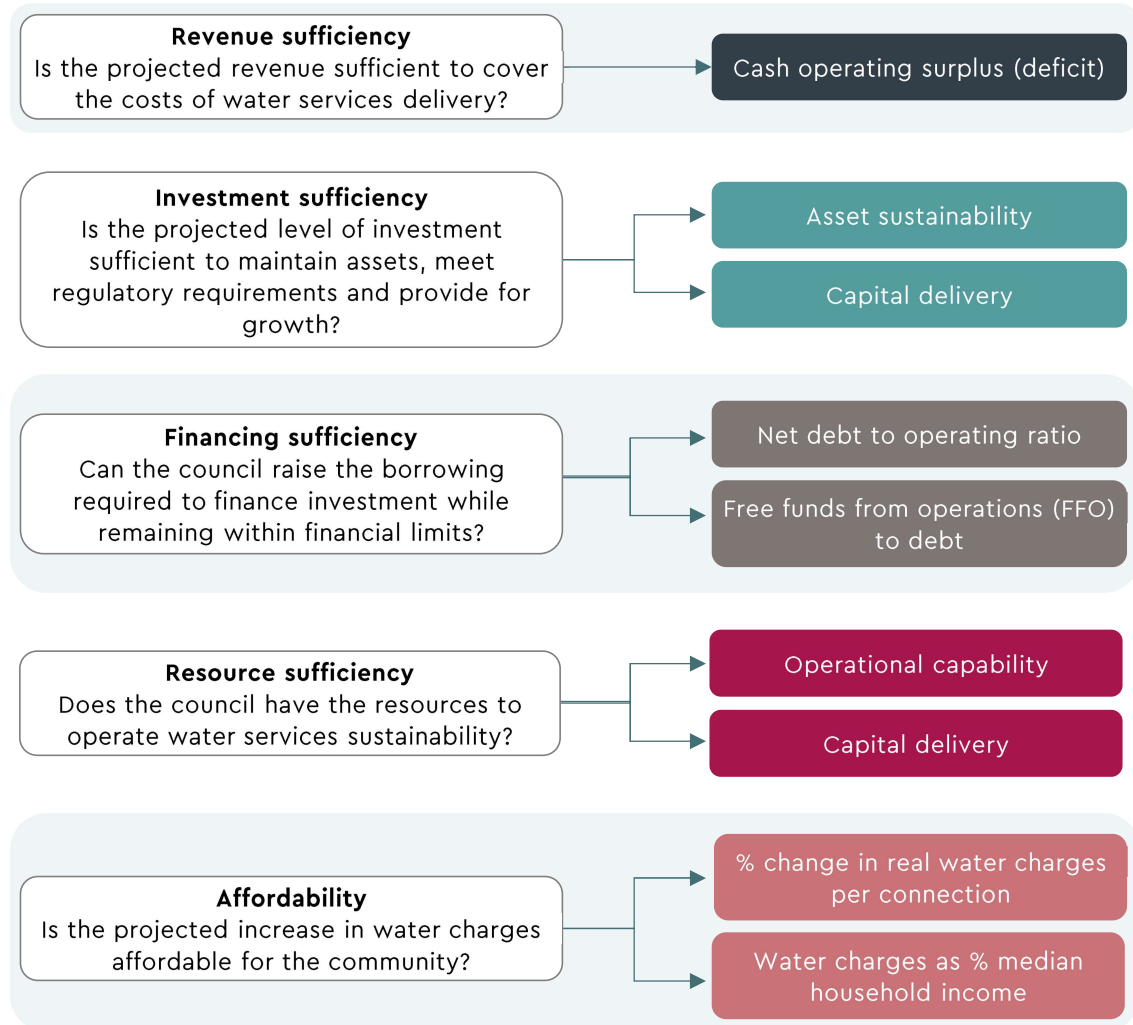 Revenue sufficiency
Is the projected revenue sufficient to cover
the costs of water services delivery?
Cash operating surplus (deficit)
Investment sufficiency
Is the projected level of investment
sufficient to maintain assets, meet
regulatory requirements and provide for
growth?
Asset sustainability
Capital delivery
Financing sufficiency
Can the council raise the borrowing
required to finance investment while
remaining within financial limits?
Net debt to operating ratio
Free funds from operations (FFO)
to debt
Resource sufficiency
Does the council have the resources to
operate water services sustainability?
Operational capability
Capital delivery
Affordability
Is the projected increase in water charges
affordable for the community?
% change in real water charges
per connection
Water charges as % median
household income